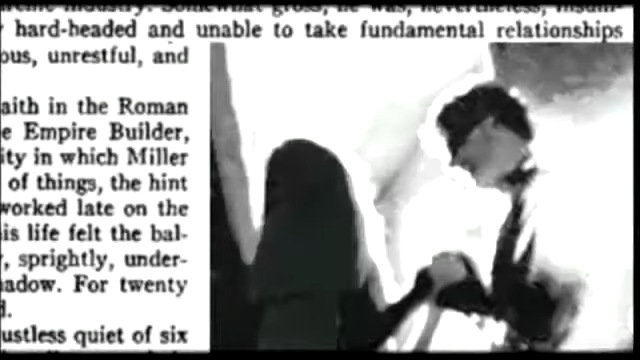 hard-headed and unable to take fundamental relationships
ous, unrestful, and
aith in the Roman
e Empire Builder,
ity in which Miller
of things, the hint
worked late on the
is life felt the bal-
, sprightly, under-
adow. For twenty
d.
ustless quiet of six